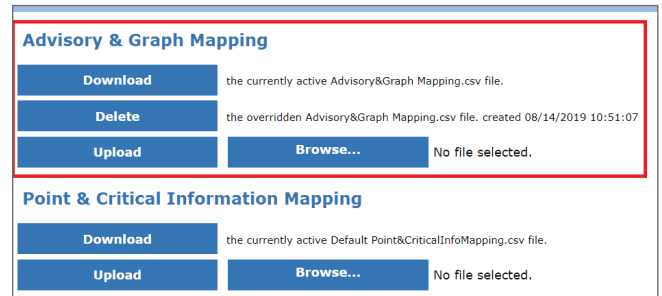 Advisory & Graph Mapping
Download the currently active Advisory&Graph Mapping.csv file.
Delete the overridden Advisory&Graph Mapping.csv file. created 08/14/2019 10:51:07
Upload Browse... No file selected.
Point & Critical Information Mapping
Download the currently active Default Point&CriticalInfoMapping.csv file.
Upload Browse... No file selected.